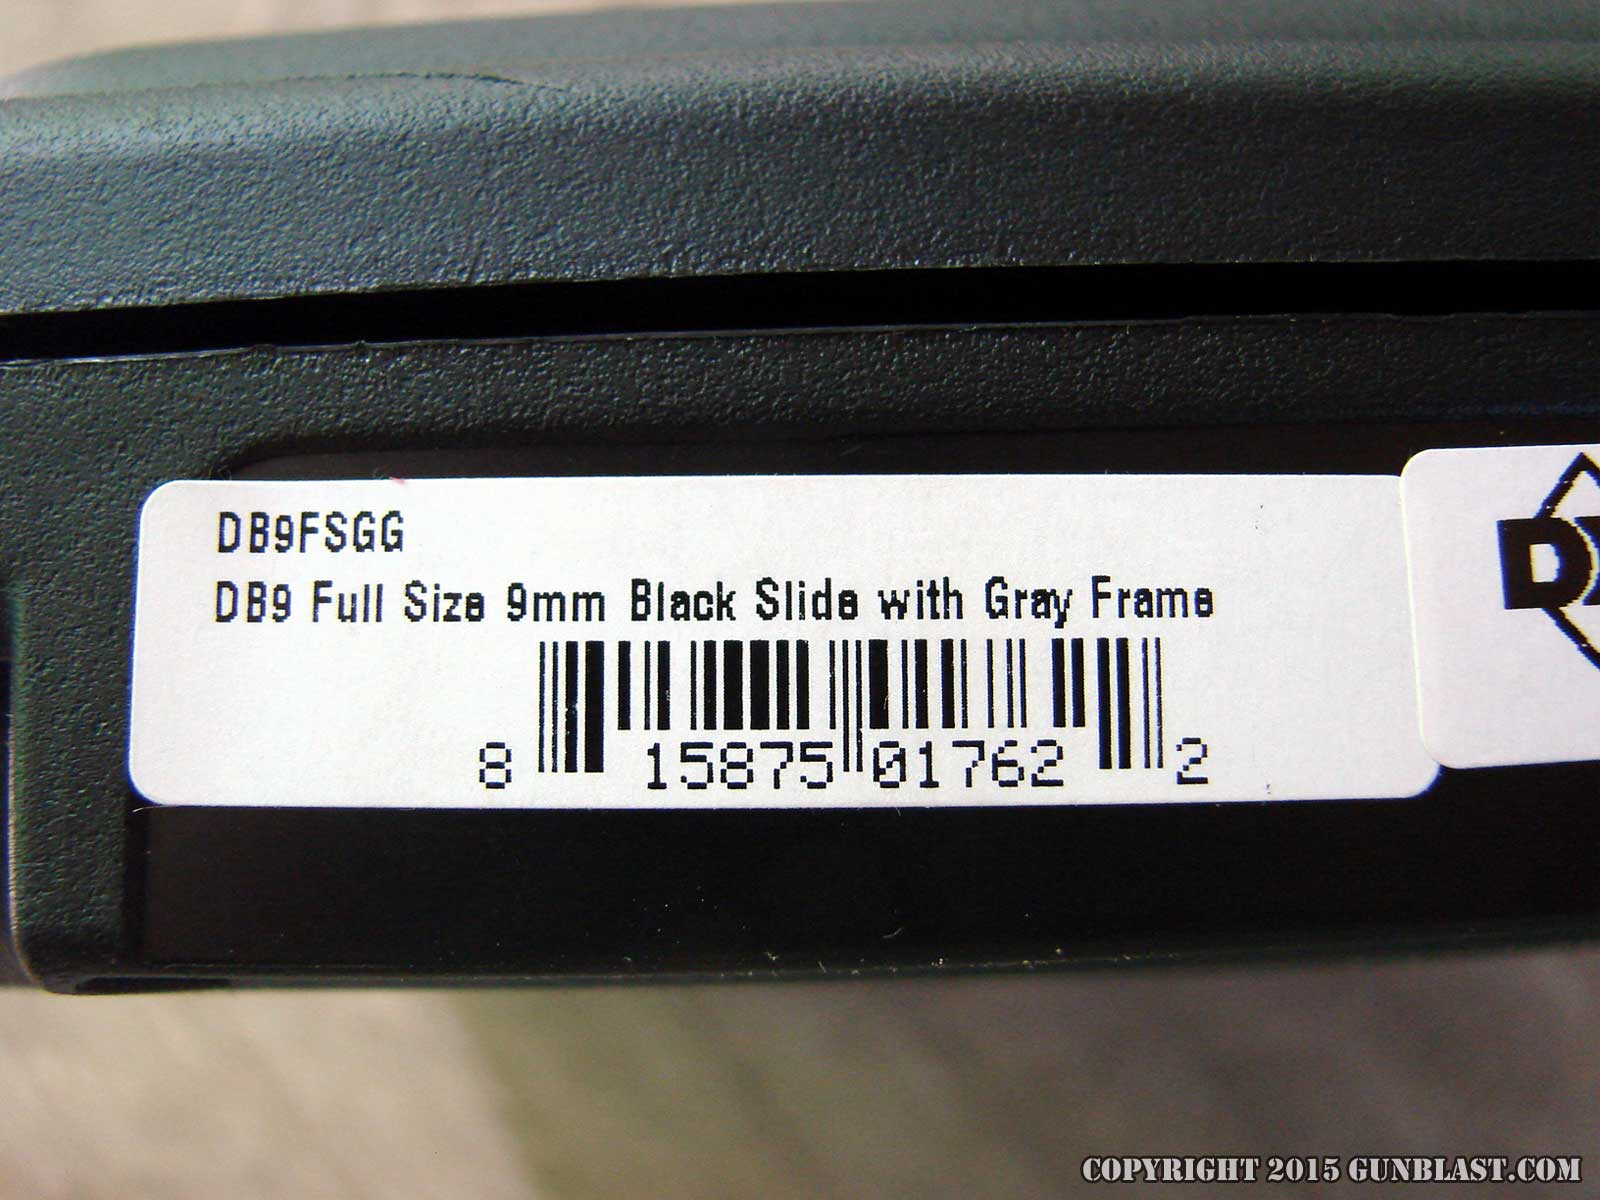 DB9FSGG
DB9 Full Size 9mm Black Slide with Gray Frame
8 15875 01762 2
COPYRIGHT 2015 GUNBLAST.COM